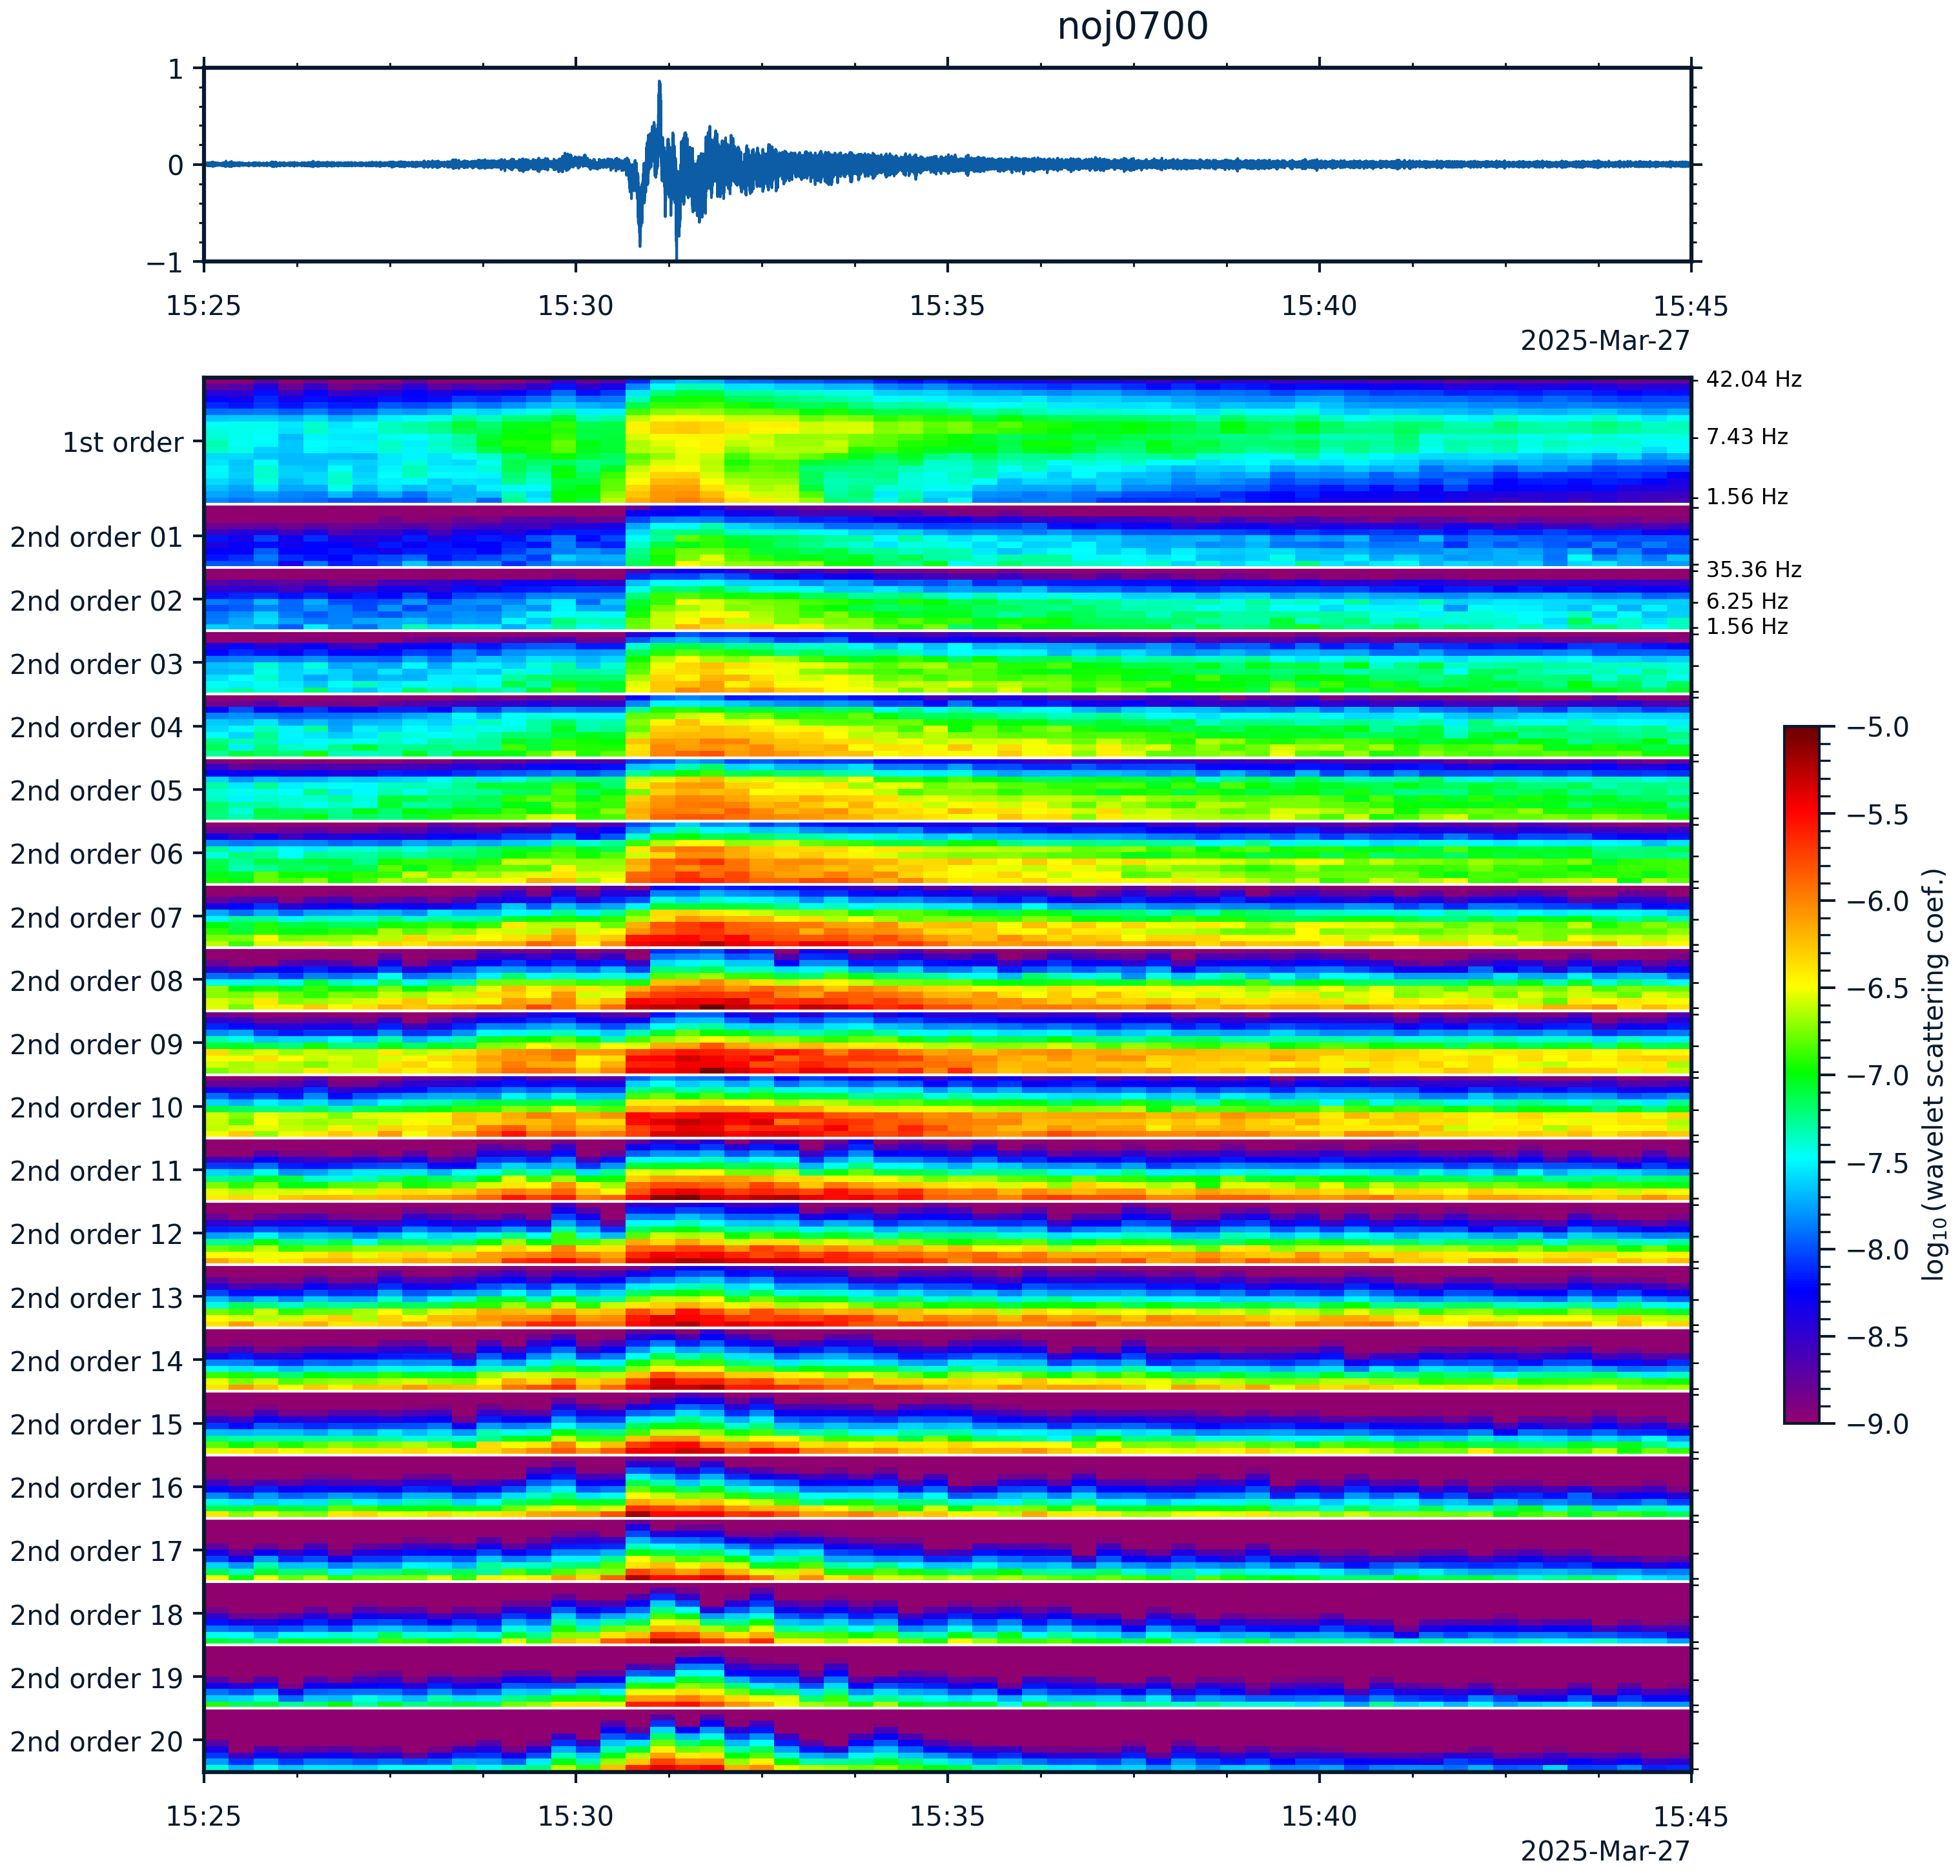 noj0700
1
0
−1
15:25 15:30 15:35 15:40 15:45
2025-Mar-27
42.04 Hz
1st order
7.43 Hz
1.56 Hz
2nd order 01
35.36 Hz
2nd order 02
6.25 Hz
1.56 Hz
2nd order 03
2nd order 04
2nd order 05
2nd order 06
2nd order 07
2nd order 08
2nd order 09
2nd order 10
2nd order 11
2nd order 12
2nd order 13
2nd order 14
2nd order 15
2nd order 16
2nd order 17
2nd order 18
2nd order 19
2nd order 20
15:25 15:30 15:35 15:40 15:45
2025-Mar-27
−5.0
−5.5
−6.0
−6.5
−7.0
−7.5
−8.0
−8.5
−9.0
log₁₀(wavelet scattering coef.)